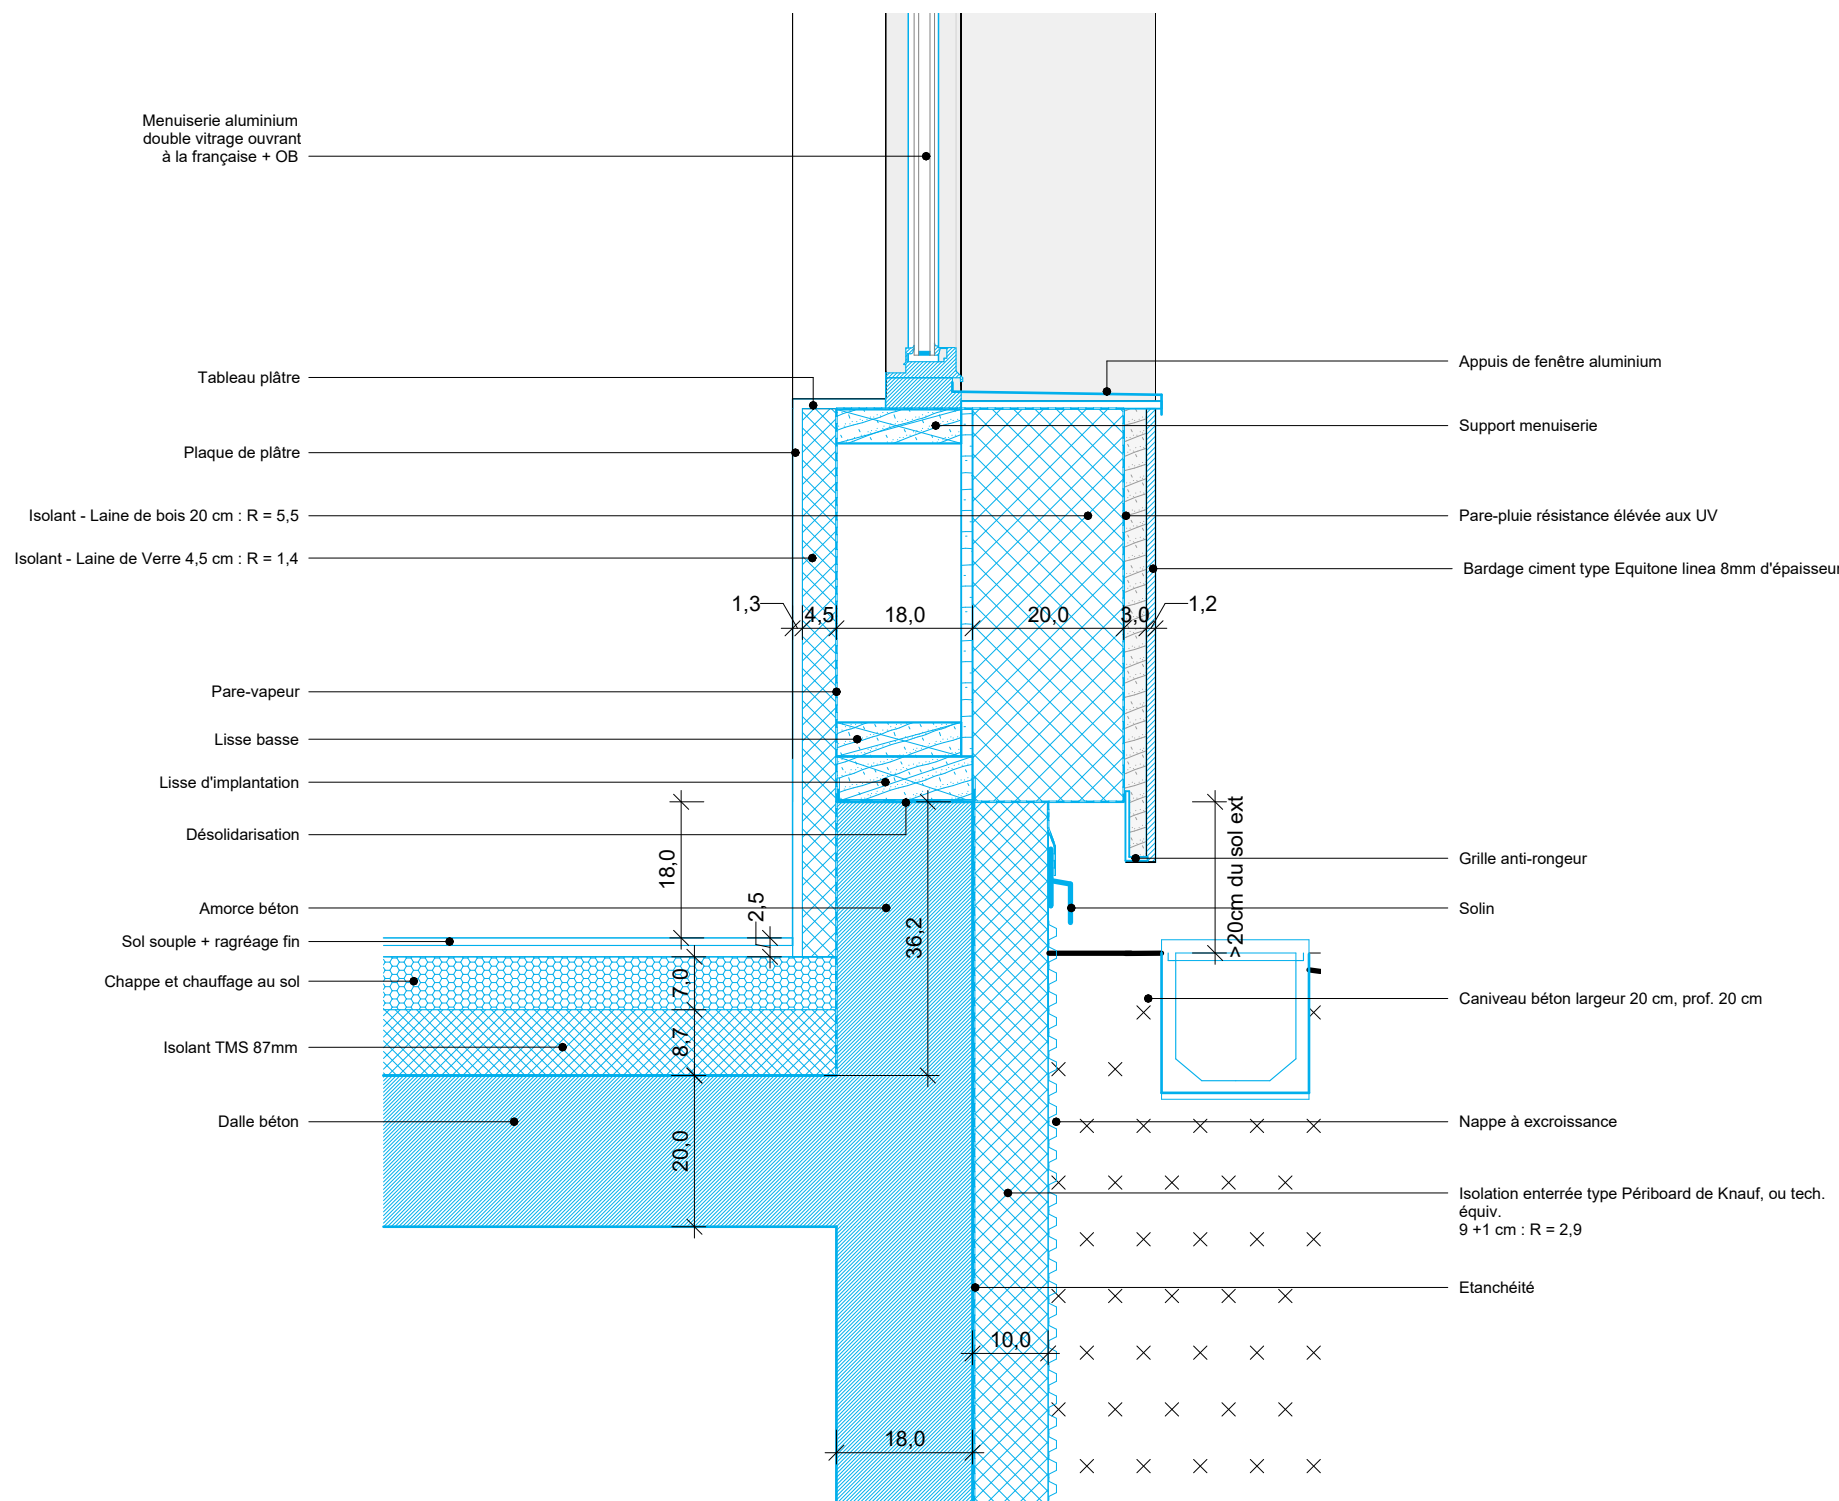 Menuiserie aluminium
double vitrage ouvrant
à la française + OB
Tableau plâtre
Plaque de plâtre
Isolant - Laine de bois 20 cm : R = 5,5
Isolant - Laine de Verre 4,5 cm : R = 1,4
Pare-vapeur
Lisse basse
Lisse d'implantation
Désolidarisation
Amorce béton
Sol souple + ragréage fin
Chappe et chauffage au sol
Isolant TMS 87mm
Dalle béton
1,3
4,5
18,0
20,0
3,0
1,2
18,0
2,5
7,0
8,7
20,0
36,2
>20cm du sol ext
10,0
18,0
Appuis de fenêtre aluminium
Support menuiserie
Pare-pluie résistance élévée aux UV
Bardage ciment type Equitone linea 8mm d'épaisseur
Grille anti-rongeur
Solin
Caniveau béton largeur 20 cm, prof. 20 cm
Nappe à excroissance
Isolation enterrée type Périboard de Knauf, ou tech.
équiv.
9 +1 cm : R = 2,9
Etanchéité